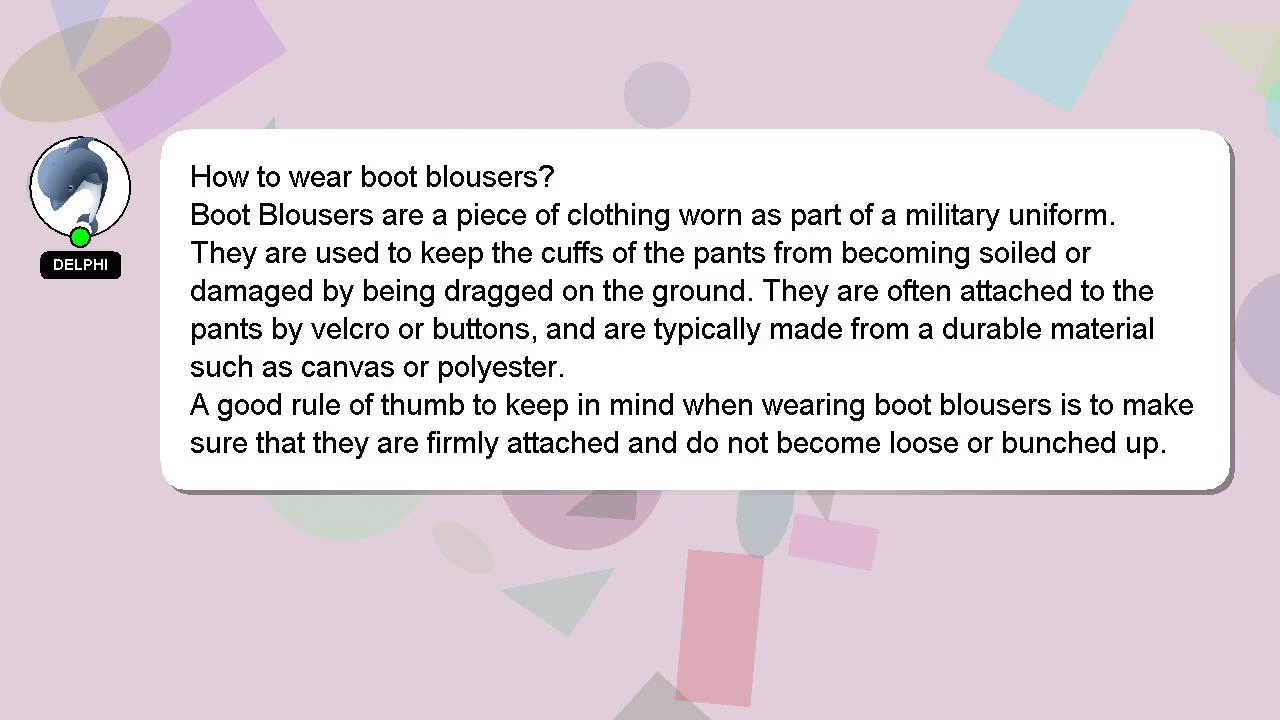 DELPHI
How to wear boot blousers?
Boot Blousers are a piece of clothing worn as part of a military uniform.
They are used to keep the cuffs of the pants from becoming soiled or
damaged by being dragged on the ground. They are often attached to the
pants by velcro or buttons, and are typically made from a durable material
such as canvas or polyester.
A good rule of thumb to keep in mind when wearing boot blousers is to make
sure that they are firmly attached and do not become loose or bunched up.